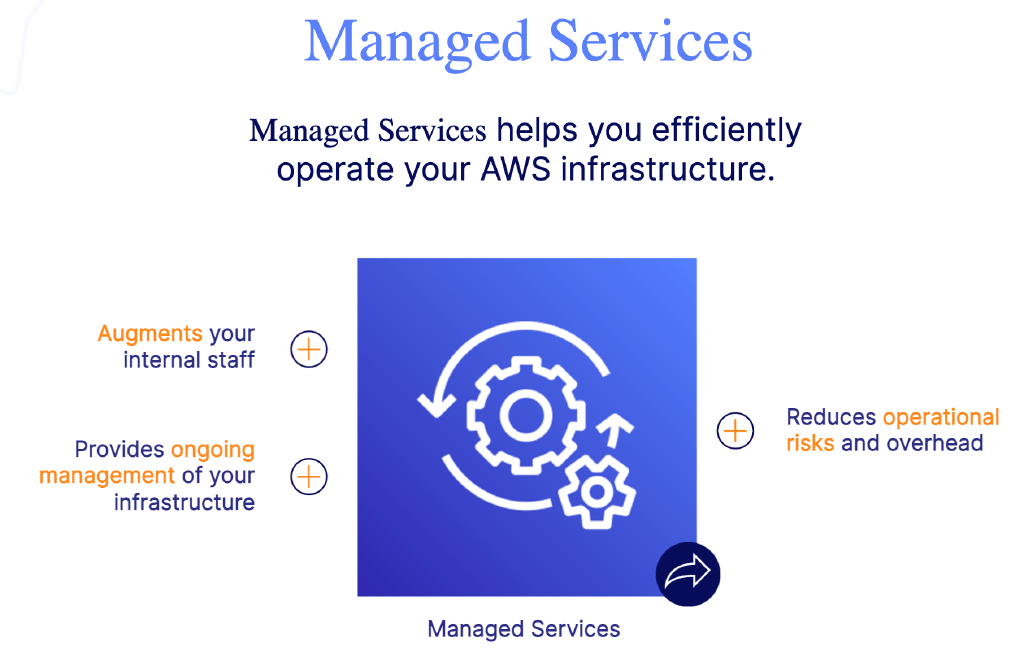 Managed Services
Managed Services helps you efficiently
operate your AWS infrastructure.
Augments your
internal staff
Provides ongoing
management of your
infrastructure
Reduces operational
risks and overhead
Managed Services